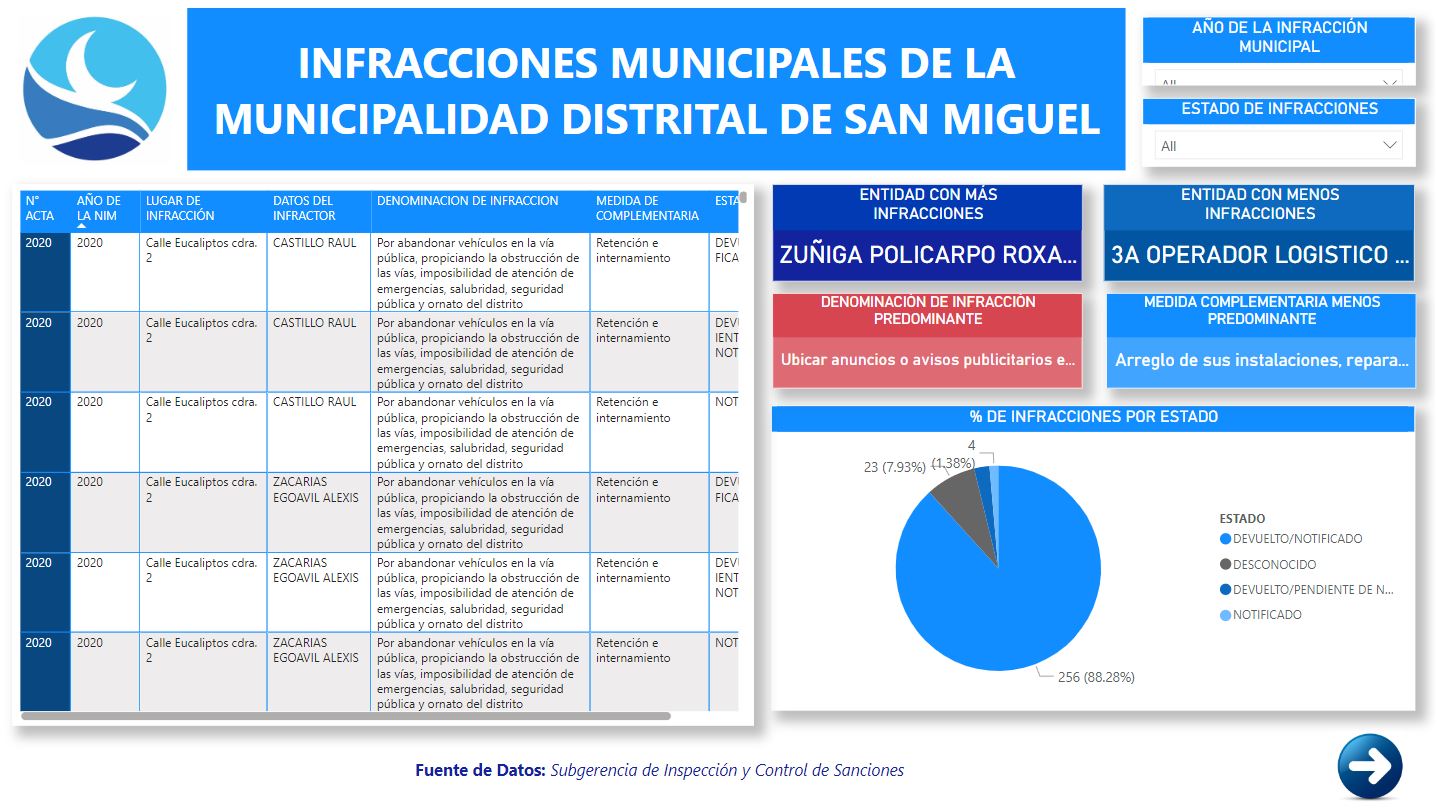 INFRACCIONES MUNICIPALES DE LA
MUNICIPALIDAD DISTRITAL DE SAN MIGUEL
AÑO DE LA INFRACCIÓN
MUNICIPAL
All
ESTADO DE INFRACCIONES
All
N° ACTA AÑO DE LA NIM LUGAR DE INFRACCIÓN DATOS DEL INFRACTOR DENOMINACION DE INFRACCION MEDIDA DE COMPLEMENTARIA ESTA
2020 2020 Calle Eucaliptos cdra. CASTILLO RAUL Por abandonar vehículos en la vía Retención e DEVU
2 pública, propiciando la obstrucción de internamiento FICA
las vías, imposibilidad de atención de
emergencias, salubridad, seguridad
pública y ornato del distrito
2020 2020 Calle Eucaliptos cdra. CASTILLO RAUL Por abandonar vehículos en la vía Retención e DEVU
2 pública, propiciando la obstrucción de internamiento IENT
las vías, imposibilidad de atención de NOT
emergencias, salubridad, seguridad
pública y ornato del distrito
2020 2020 Calle Eucaliptos cdra. CASTILLO RAUL Por abandonar vehículos en la vía Retención e NOT
2 pública, propiciando la obstrucción de internamiento
las vías, imposibilidad de atención de
emergencias, salubridad, seguridad
pública y ornato del distrito
2020 2020 Calle Eucaliptos cdra. ZACARIAS Por abandonar vehículos en la vía Retención e DEVU
2 EGOAVIL ALEXIS pública, propiciando la obstrucción de internamiento FICA
las vías, imposibilidad de atención de
emergencias, salubridad, seguridad
pública y ornato del distrito
2020 2020 Calle Eucaliptos cdra. ZACARIAS Por abandonar vehículos en la vía Retención e DEVU
2 EGOAVIL ALEXIS pública, propiciando la obstrucción de internamiento IENT
las vías, imposibilidad de atención de NOT
emergencias, salubridad, seguridad
pública y ornato del distrito
2020 2020 Calle Eucaliptos cdra. ZACARIAS Por abandonar vehículos en la vía Retención e NOT
2 EGOAVIL ALEXIS pública, propiciando la obstrucción de internamiento
las vías, imposibilidad de atención de
emergencias, salubridad, seguridad
pública y ornato del distrito
ENTIDAD CON MÁS
INFRACCIONES
ZUÑIGA POLICARPO ROXA...
ENTIDAD CON MENOS
INFRACCIONES
3A OPERADOR LOGISTICO ...
DENOMINACIÓN DE INFRACCIÓN
PREDOMINANTE
Ubicar anuncios o avisos publicitarios e...
MEDIDA COMPLEMENTARIA MENOS
PREDOMINANTE
Arreglo de sus instalaciones, repara...
% DE INFRACCIONES POR ESTADO
4
(1.38%)
23 (7.93%)
256 (88.28%)
ESTADO
DEVUELTO/NOTIFICADO
DESCONOCIDO
DEVUELTO/PENDIENTE DE N...
NOTIFICADO
Fuente de Datos: Subgerencia de Inspección y Control de Sanciones